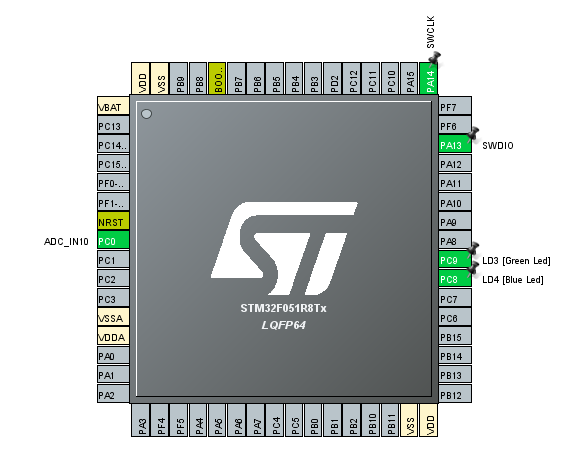 SWCLK
VDD
VSS
PB9
PB8
BOO..
PB7
PB6
PB5
PB4
PB3
PD2
PC12
PC11
PC10
PA15
PA14
VBAT
PC13
PC14..
PC15..
PF0-..
PF1-..
NRST
ADC_IN10 PC0
PC1
PC2
PC3
VSSA
VDDA
PA0
PA1
PA2
ST
STM32F051R8Tx
LQFP64
PF7
PF6
PA13 SWDIO
PA12
PA11
PA10
PA9
PA8
PC9 LD3 [Green Led]
PC8 LD4 [Blue Led]
PC7
PC6
PB15
PB14
PB13
PB12
PA3
PF4
PF5
PA4
PA5
PA6
PA7
PC4
PC5
PB0
PB1
PB2
PB10
PB11
VSS
VDD